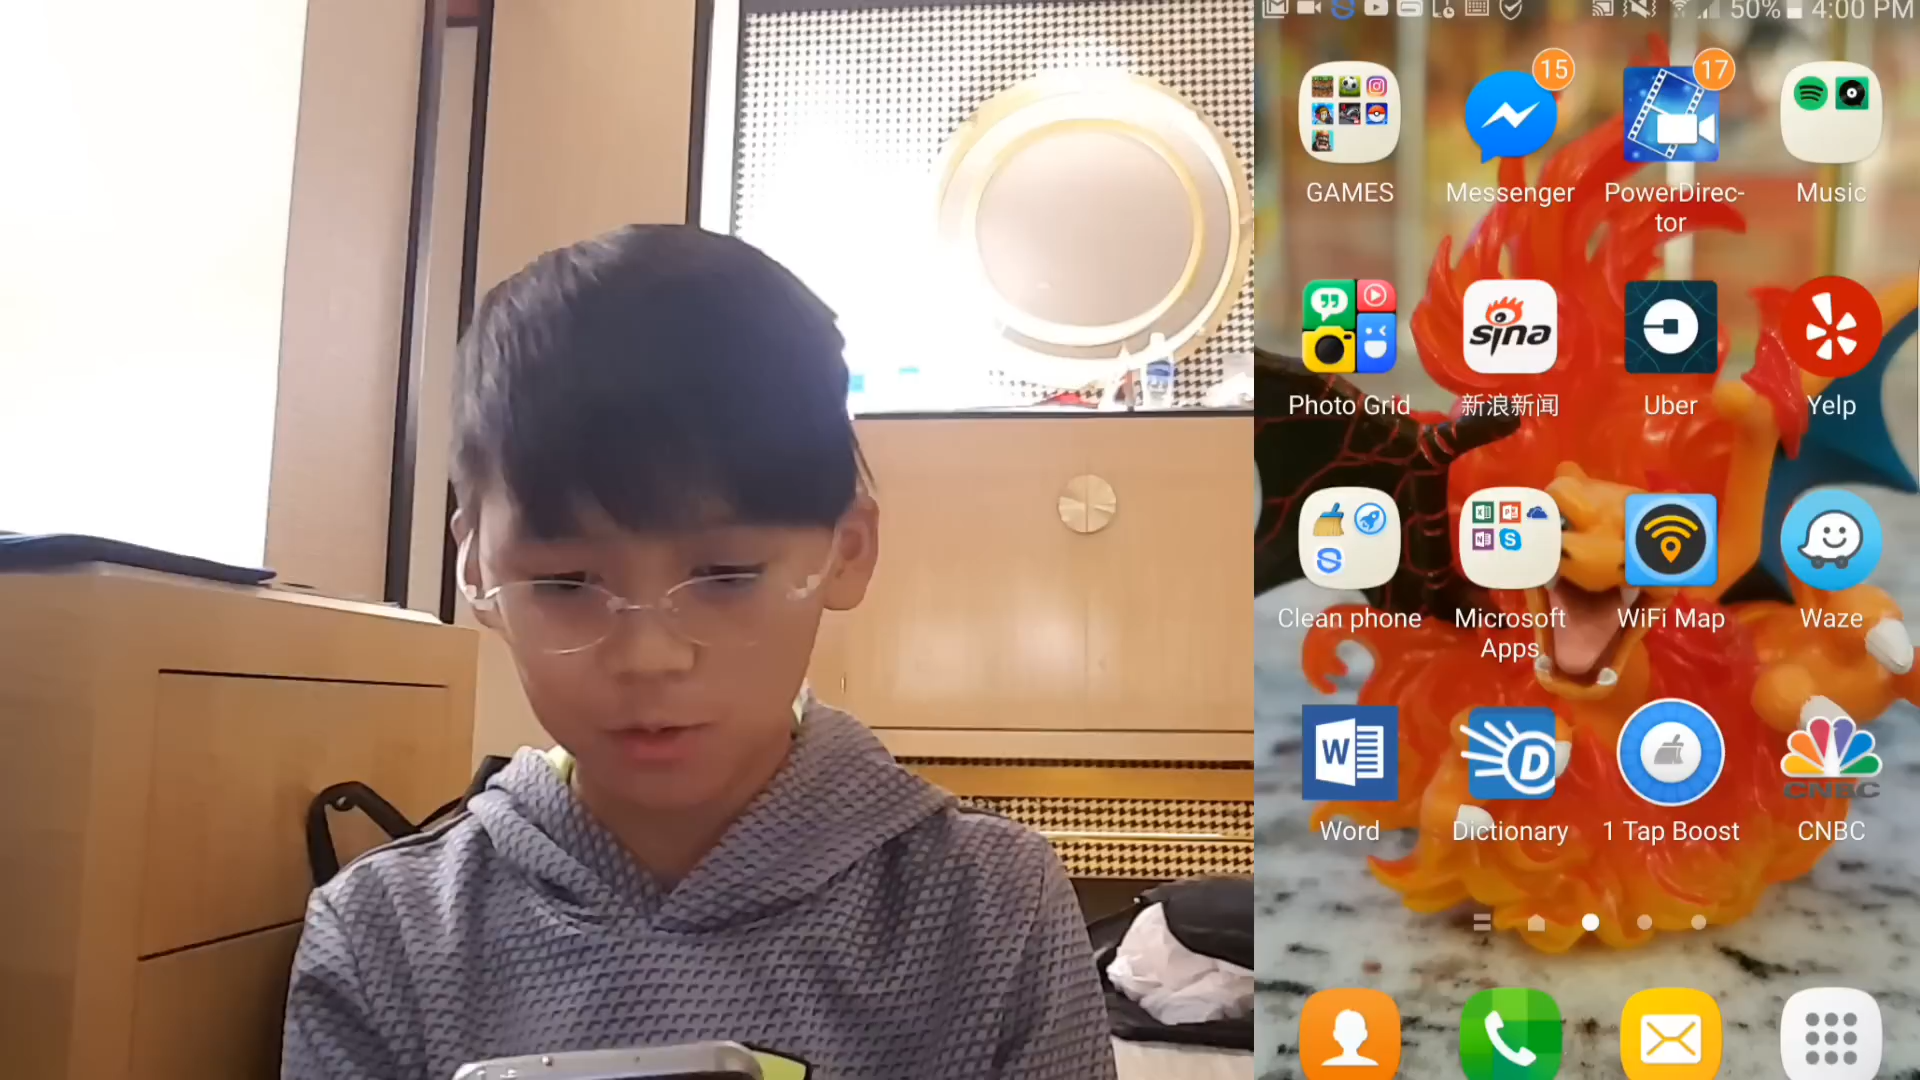 50% 4:00 PM
15
17
GAMES
Messenger
PowerDirec-
tor
Music
sina
Photo Grid
新浪新闻
Uber
Yelp
Clean phone
Microsoft
Apps
WiFi Map
Waze
W
D
CNBC
Word
Dictionary
1 Tap Boost
CNBC